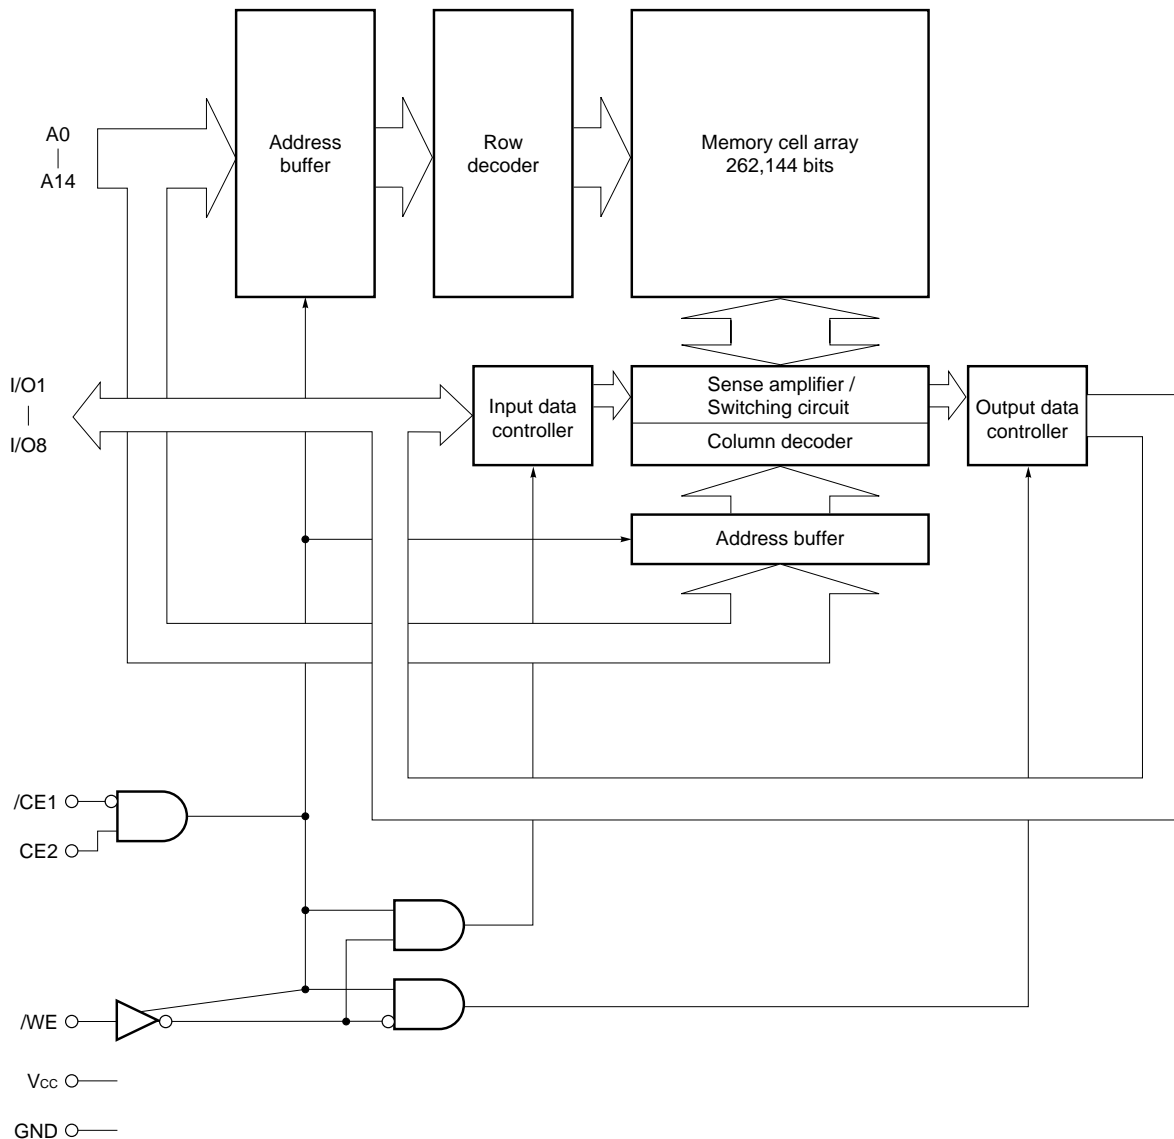 A0
|
A14
Address
buffer
Row
decoder
Memory cell array
262,144 bits
I/O1
|
I/O8
Input data
controller
Sense amplifier /
Switching circuit
Column decoder
Output data
controller
Address buffer
/CE1
CE2
/WE
VCC
GND